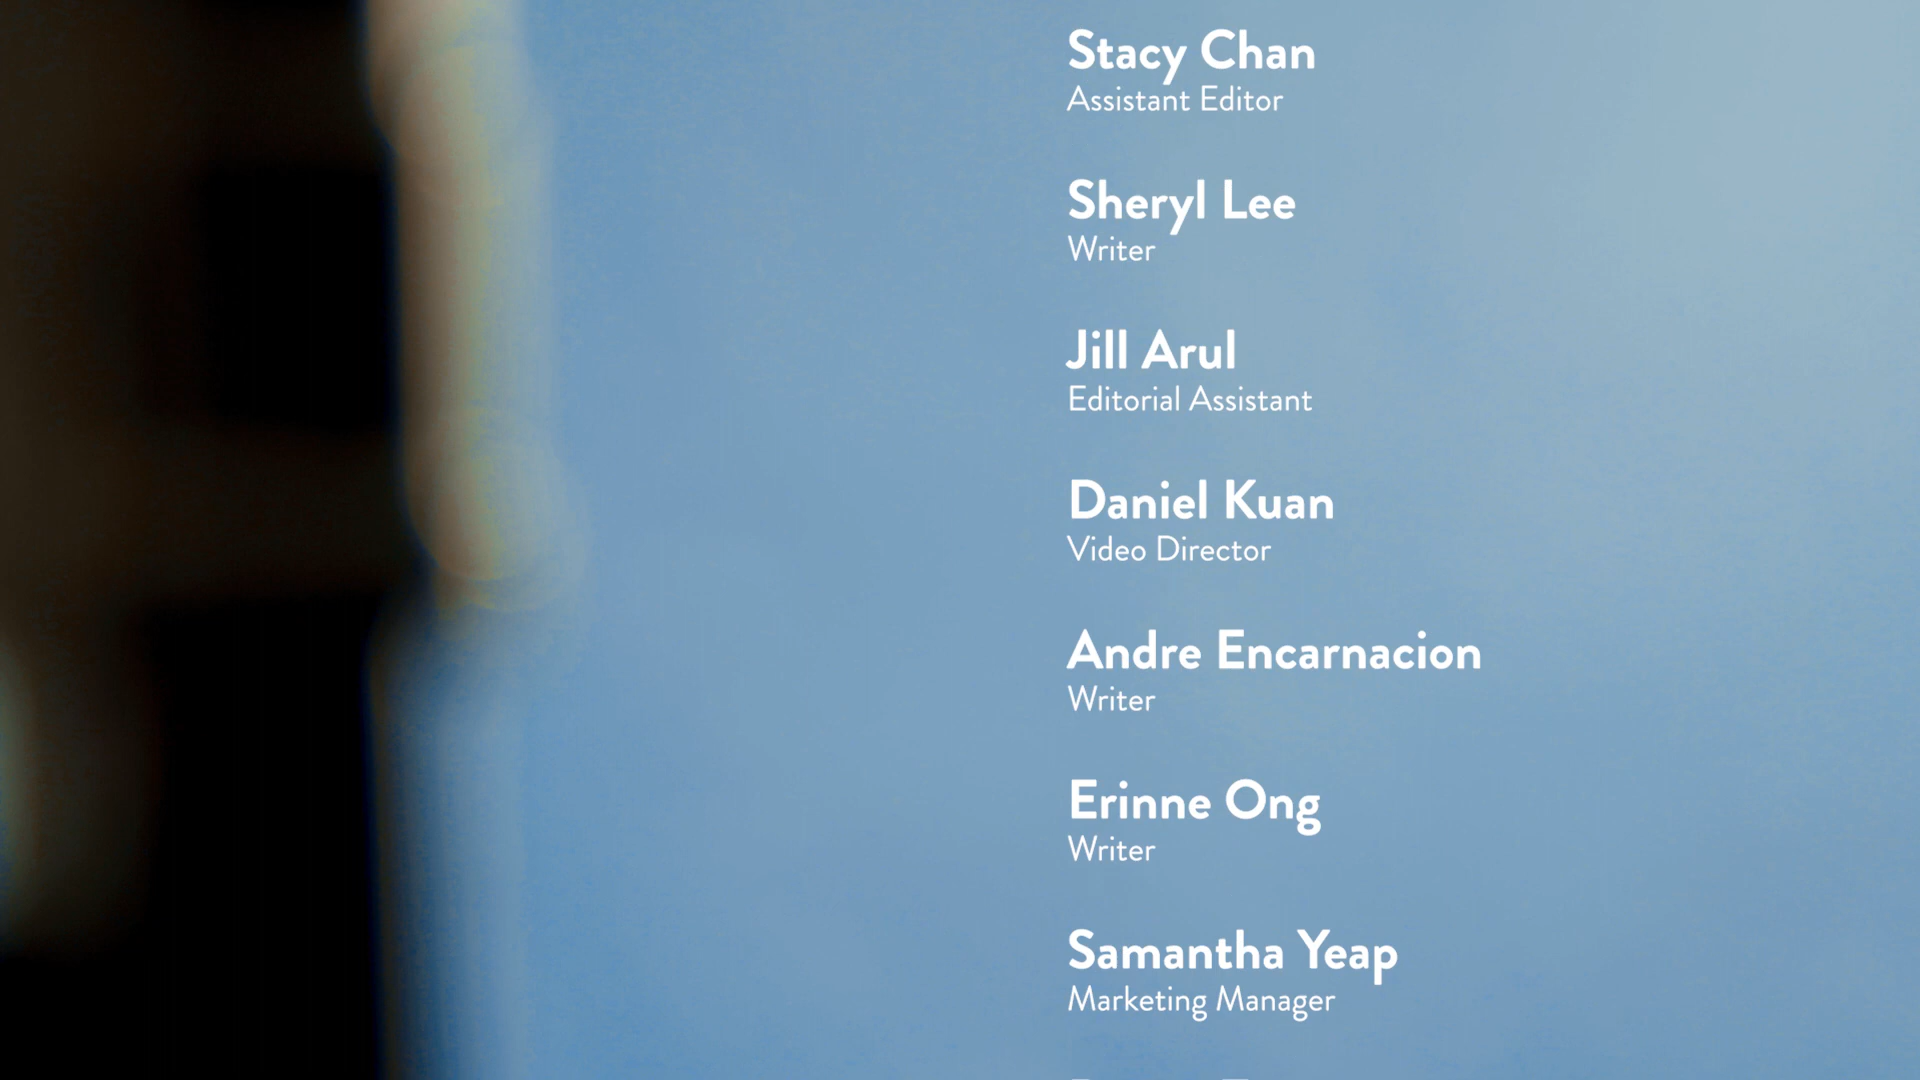 Stacy Chan
Assistant Editor
Sheryl Lee
Writer
Jill Arul
Editorial Assistant
Daniel Kuan
Video Director
Andre Encarnacion
Writer
Erinne Ong
Writer
Samantha Yeap
Marketing Manager